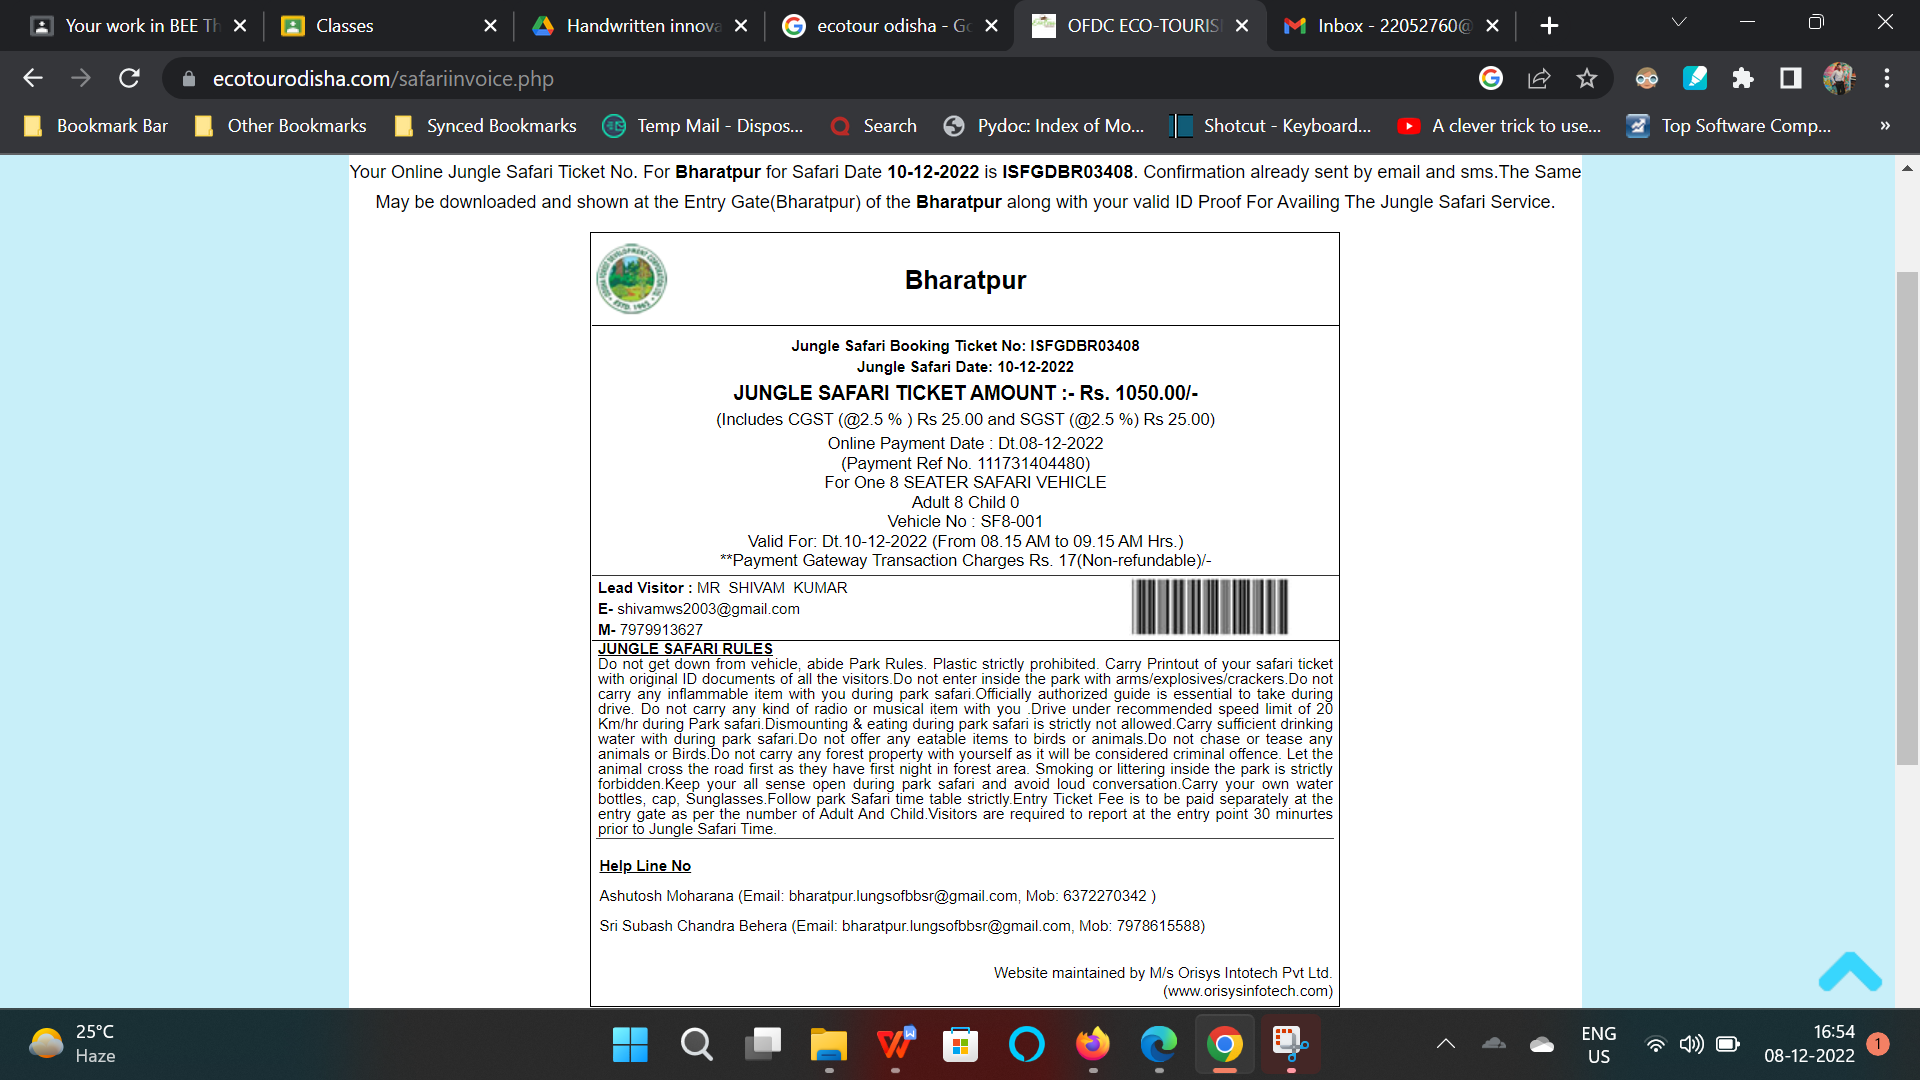 Your work in BEE Th
Classes
Handwritten innova
ecotour odisha - Go
OFDC ECO-TOURIS
Inbox - 22052760@
ecotourodisha.com/safariinvoice.php
Bookmark Bar
Other Bookmarks
Synced Bookmarks
Temp Mail - Dispos...
Search
Pydoc: Index of Mo...
Shotcut - Keyboard...
A clever trick to use...
Top Software Comp...
»
Your Online Jungle Safari Ticket No. For Bharatpur for Safari Date 10-12-2022 is ISFGDBR03408. Confirmation already sent by email and sms.The Same
May be downloaded and shown at the Entry Gate(Bharatpur) of the Bharatpur along with your valid ID Proof For Availing The Jungle Safari Service.
Bharatpur
Jungle Safari Booking Ticket No: ISFGDBR03408
Jungle Safari Date: 10-12-2022
JUNGLE SAFARI TICKET AMOUNT :- Rs. 1050.00/-
(Includes CGST (@2.5 % ) Rs 25.00 and SGST (@2.5 %) Rs 25.00)
Online Payment Date : Dt.08-12-2022
(Payment Ref No. 111731404480)
For One 8 SEATER SAFARI VEHICLE
Adult 8 Child 0
Vehicle No : SF8-001
Valid For: Dt.10-12-2022 (From 08.15 AM to 09.15 AM Hrs.)
**Payment Gateway Transaction Charges Rs. 17(Non-refundable)/-
Lead Visitor : MR SHIVAM KUMAR
E- shivamws2003@gmail.com
M- 7979913627
JUNGLE SAFARI RULES
Do not get down from vehicle, abide Park Rules. Plastic strictly prohibited. Carry Printout of your safari ticket
with original ID documents of all the visitors.Do not enter inside the park with arms/explosives/crackers.Do not
carry any inflammable item with you during park safari.Officially authorized guide is essential to take during
drive. Do not carry any kind of radio or musical item with you .Drive under recommended speed limit of 20
Km/hr during Park safari.Dismounting & eating during park safari is strictly not allowed.Carry sufficient drinking
water with during park safari.Do not offer any eatable items to birds or animals.Do not chase or tease any
animals or Birds.Do not carry any forest property with yourself as it will be considered criminal offence. Let the
animal cross the road first as they have first night in forest area. Smoking or littering inside the park is strictly
forbidden.Keep your all sense open during park safari and avoid loud conversation.Carry your own water
bottles, cap, Sunglasses.Follow park Safari time table strictly.Entry Ticket Fee is to be paid separately at the
entry gate as per the number of Adult And Child.Visitors are required to report at the entry point 30 minurtes
prior to Jungle Safari Time.
Help Line No
Ashutosh Moharana (Email: bharatpur.lungsofbbsr@gmail.com, Mob: 6372270342 )
Sri Subash Chandra Behera (Email: bharatpur.lungsofbbsr@gmail.com, Mob: 7978615588)
Website maintained by M/s Orisys Intotech Pvt Ltd.
(www.orisysinfotech.com)
25°C
Haze
ENG
US
16:54
08-12-2022
1